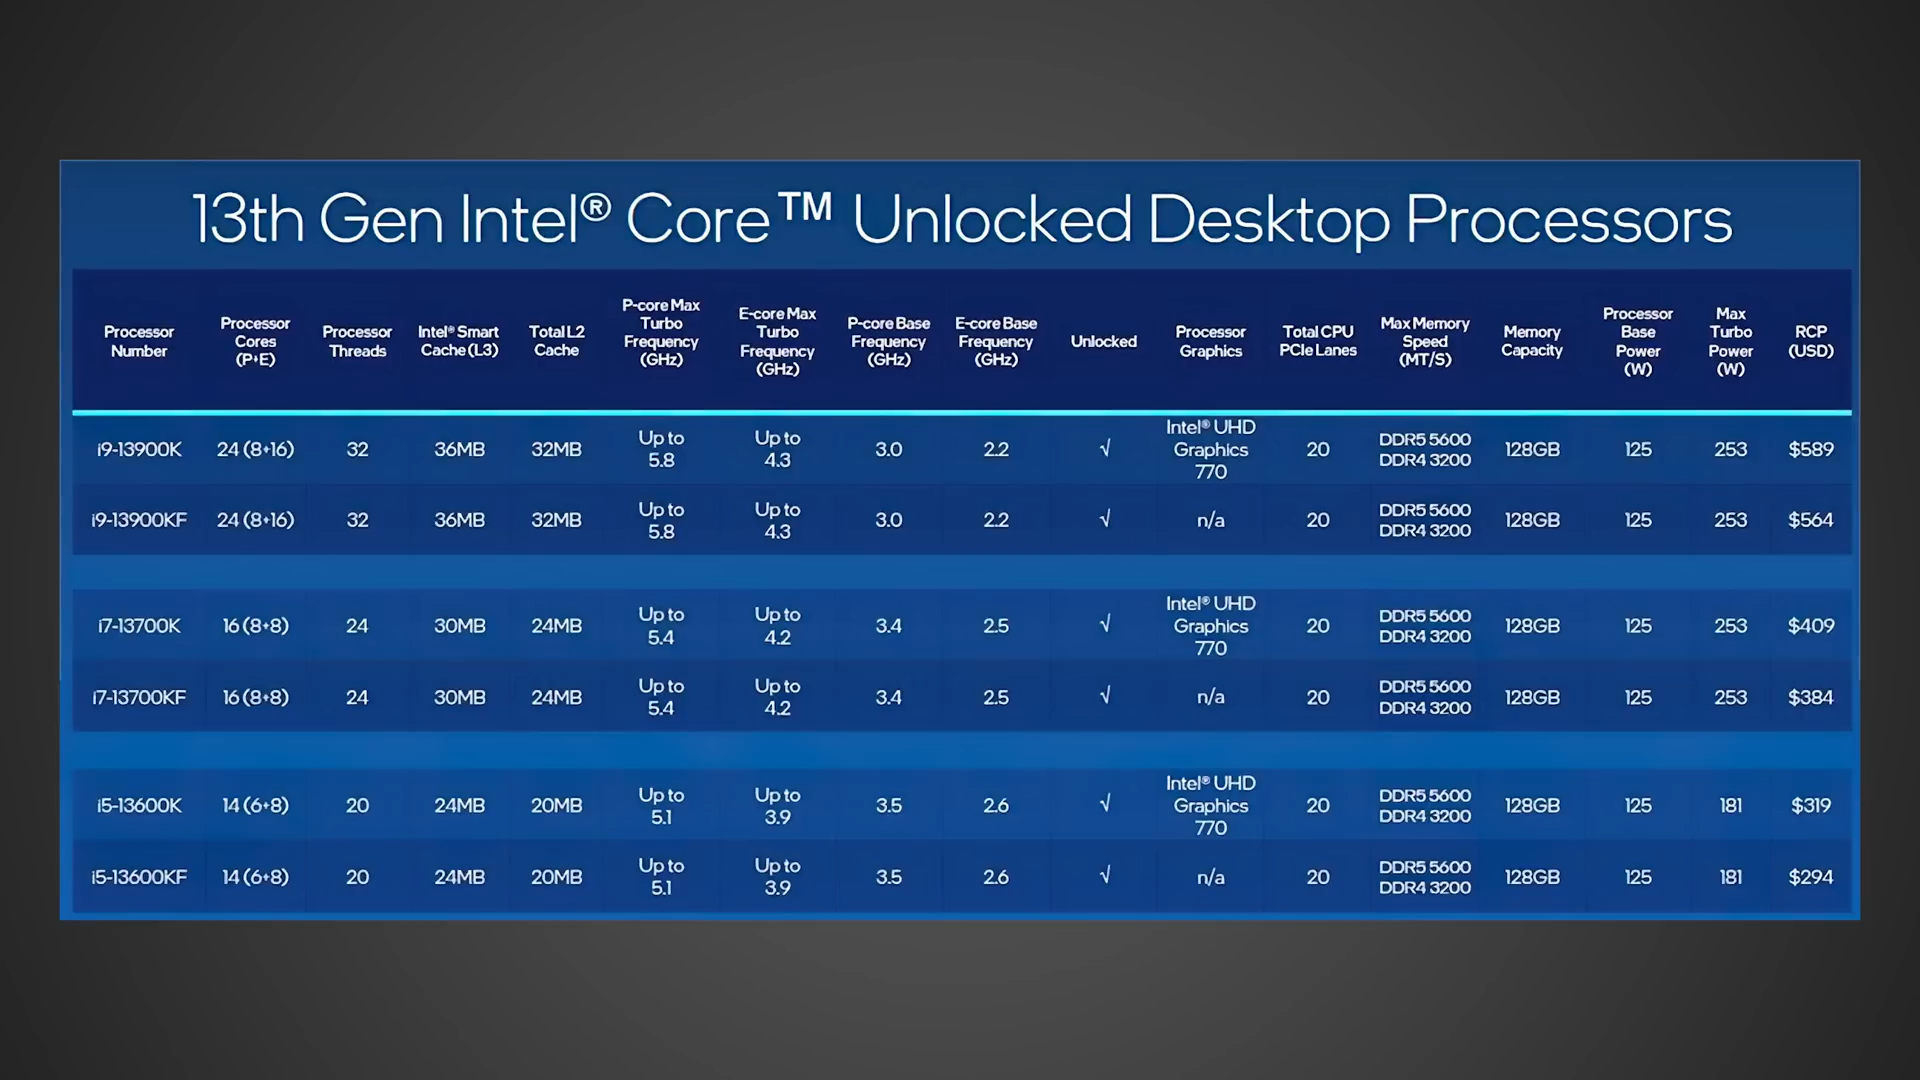 13th Gen Intel® Core™ Unlocked Desktop Processors
Processor Number | Processor Cores (P+E) | Processor Threads | Intel® Smart Cache (L3) | Total L2 Cache | P-core Max Turbo Frequency (GHz) | E-core Max Turbo Frequency (GHz) | P-core Base Frequency (GHz) | E-core Base Frequency (GHz) | Unlocked | Processor Graphics | Total CPU PCIe Lanes | Max Memory Speed (MT/S) | Memory Capacity | Processor Base Power (W) | Max Turbo Power (W) | RCP (USD)
i9-13900K | 24 (8+16) | 32 | 36MB | 32MB | Up to 5.8 | Up to 4.3 | 3.0 | 2.2 | √ | Intel® UHD Graphics 770 | 20 | DDR5 5600 DDR4 3200 | 128GB | 125 | 253 | $589
i9-13900KF | 24 (8+16) | 32 | 36MB | 32MB | Up to 5.8 | Up to 4.3 | 3.0 | 2.2 | √ | n/a | 20 | DDR5 5600 DDR4 3200 | 128GB | 125 | 253 | $564
i7-13700K | 16 (8+8) | 24 | 30MB | 24MB | Up to 5.4 | Up to 4.2 | 3.4 | 2.5 | √ | Intel® UHD Graphics 770 | 20 | DDR5 5600 DDR4 3200 | 128GB | 125 | 253 | $409
i7-13700KF | 16 (8+8) | 24 | 30MB | 24MB | Up to 5.4 | Up to 4.2 | 3.4 | 2.5 | √ | n/a | 20 | DDR5 5600 DDR4 3200 | 128GB | 125 | 253 | $384
i5-13600K | 14 (6+8) | 20 | 24MB | 20MB | Up to 5.1 | Up to 3.9 | 3.5 | 2.6 | √ | Intel® UHD Graphics 770 | 20 | DDR5 5600 DDR4 3200 | 128GB | 125 | 181 | $319
i5-13600KF | 14 (6+8) | 20 | 24MB | 20MB | Up to 5.1 | Up to 3.9 | 3.5 | 2.6 | √ | n/a | 20 | DDR5 5600 DDR4 3200 | 128GB | 125 | 181 | $294